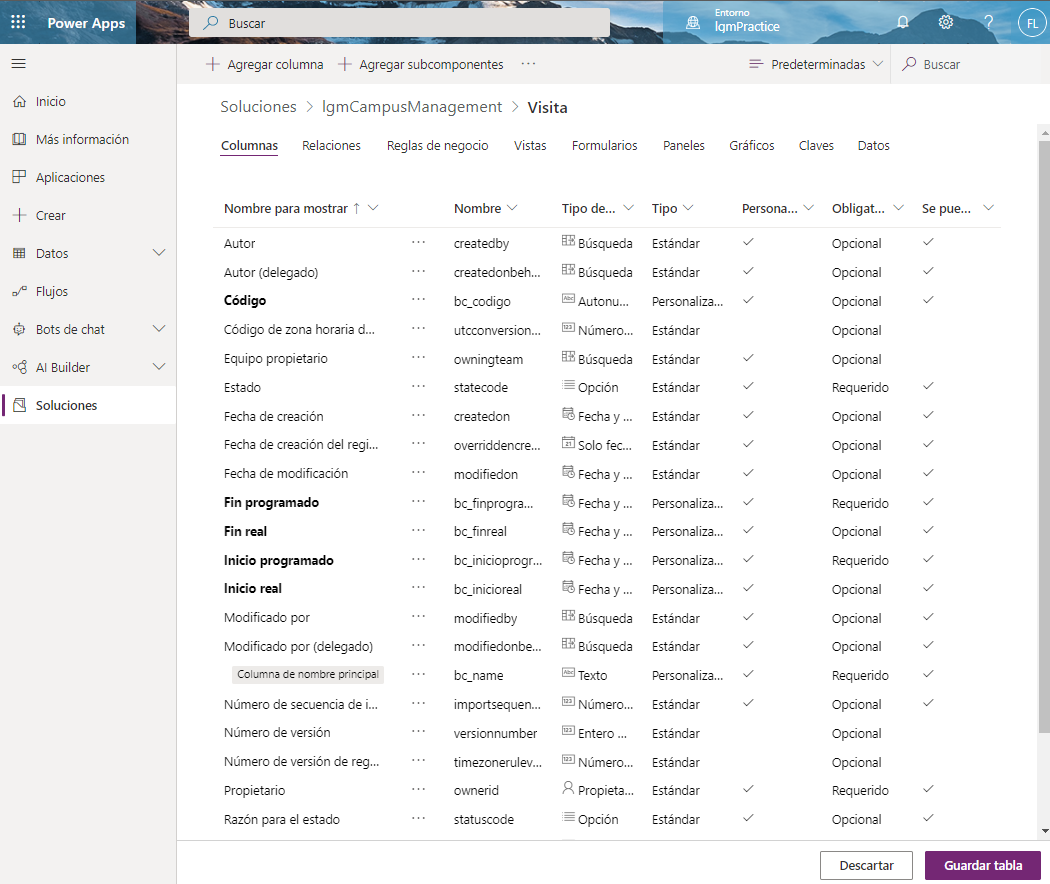 Power Apps
Buscar
Entorno
lgmPractice
FL
Agregar columna
Agregar subcomponentes
Predeterminadas
Buscar
Inicio
Más información
Aplicaciones
Crear
Datos
Flujos
Bots de chat
AI Builder
Soluciones
Soluciones > lgmCampusManagement > Visita
Columnas Relaciones Reglas de negocio Vistas Formularios Paneles Gráficos Claves Datos
Nombre para mostrar ↑ Nombre Tipo de... Tipo Persona... Obligat... Se pue...
Autor ... createdby Búsqueda Estándar ✓ Opcional ✓
Autor (delegado) ... createdonbeh... Búsqueda Estándar ✓ Opcional ✓
Código ... bc_codigo Abc Autonu... Personaliza... ✓ Opcional ✓
Código de zona horaria d... ... utcconversion... 123 Número... Estándar Opcional
Equipo propietario ... owningteam Búsqueda Estándar ✓ Opcional
Estado ... statecode Opción Estándar ✓ Requerido ✓
Fecha de creación ... createdon Fecha y ... Estándar ✓ Opcional ✓
Fecha de creación del regi... ... overriddencre... 21 Solo fec... Estándar ✓ Opcional ✓
Fecha de modificación ... modifiedon Fecha y ... Estándar ✓ Opcional ✓
Fin programado ... bc_finprogra... Fecha y ... Personaliza... ✓ Requerido ✓
Fin real ... bc_finreal Fecha y ... Personaliza... ✓ Opcional ✓
Inicio programado ... bc_inicioprogr... Fecha y ... Personaliza... ✓ Requerido ✓
Inicio real ... bc_inicioreal Fecha y ... Personaliza... ✓ Opcional ✓
Modificado por ... modifiedby Búsqueda Estándar ✓ Opcional ✓
Modificado por (delegado) ... modifiedonbe... Búsqueda Estándar ✓ Opcional ✓
Columna de nombre principal ... bc_name Abc Texto Personaliza... ✓ Requerido ✓
Número de secuencia de i... ... importsequen... 123 Número... Estándar ✓ Opcional ✓
Número de versión ... versionnumber 123 Entero ... Estándar Opcional
Número de versión de reg... ... timezonerulev... 123 Número... Estándar Opcional
Propietario ... ownerid Propieta... Estándar ✓ Requerido ✓
Razón para el estado ... statuscode Opción Estándar ✓ Opcional ✓
Descartar
Guardar tabla